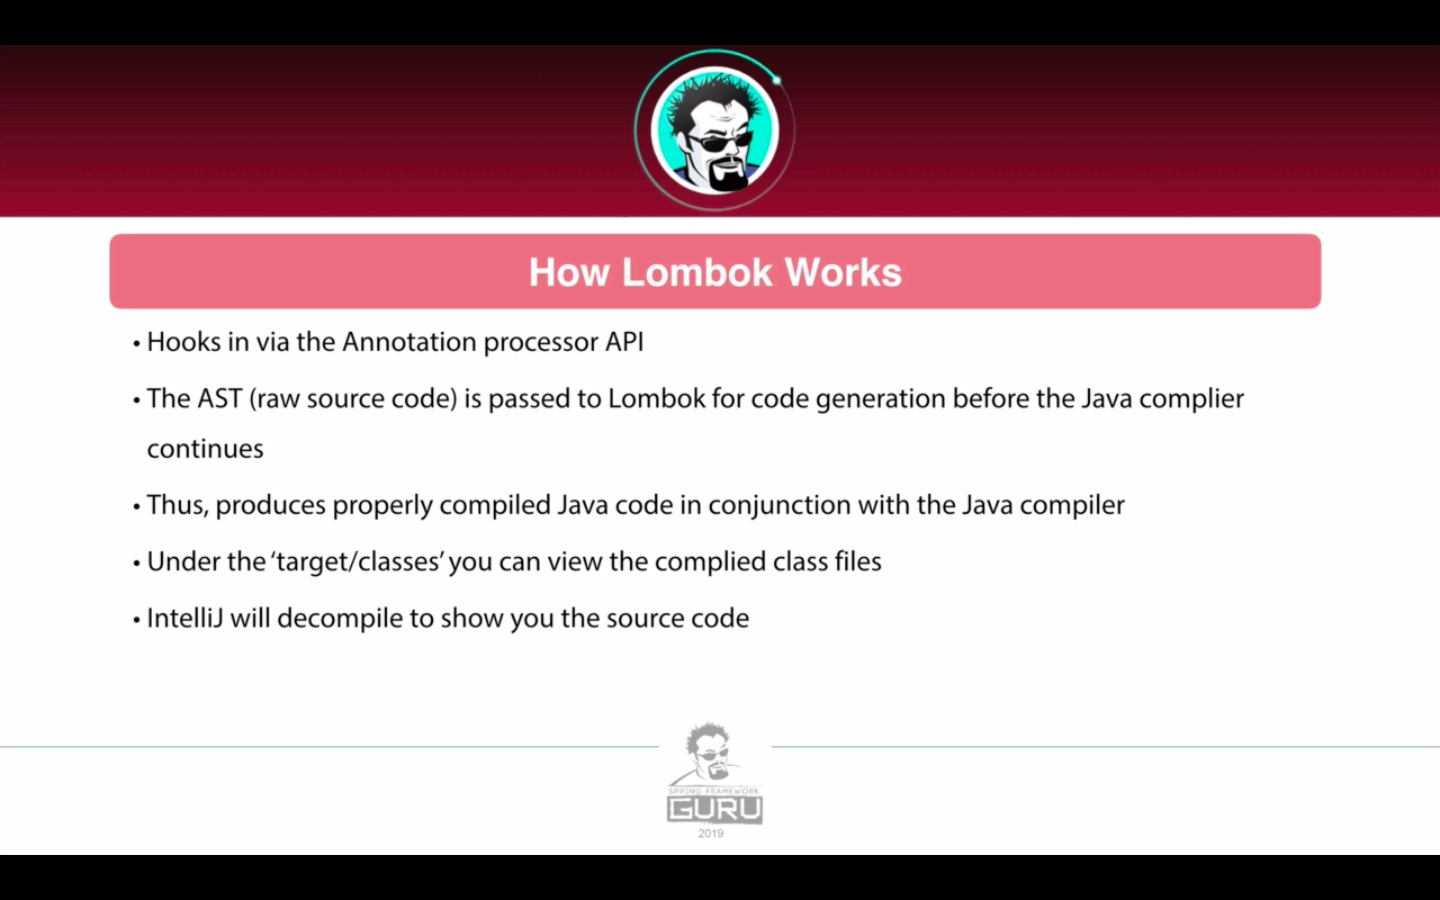 How Lombok Works
• Hooks in via the Annotation processor API
• The AST (raw source code) is passed to Lombok for code generation before the Java complier
continues
• Thus, produces properly compiled Java code in conjunction with the Java compiler
• Under the ‘target/classes’ you can view the complied class files
• IntelliJ will decompile to show you the source code
SPRING FRAMEWORK
GURU
2019